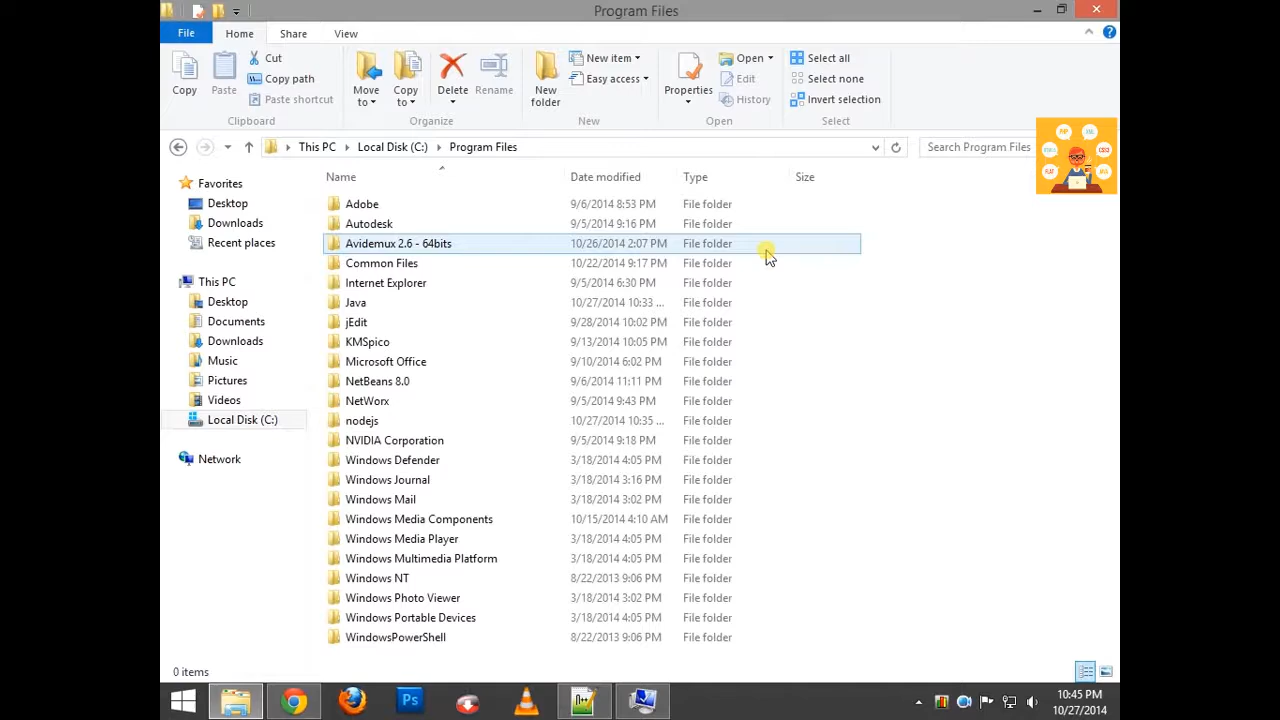 Program Files
File Home Share View
Copy
Paste
Cut
Copy path
Paste shortcut
Clipboard
Move to
Copy to
Delete
Rename
Organize
New folder
New item
Easy access
New
Properties
Open
Edit
History
Open
Select all
Select none
Invert selection
Select
This PC Local Disk (C:) Program Files
Search Program Files
Name Date modified Type Size
Favorites
Desktop
Downloads
Recent places
This PC
Desktop
Documents
Downloads
Music
Pictures
Videos
Local Disk (C:)
Network
Adobe 9/6/2014 8:53 PM File folder
Autodesk 9/5/2014 9:16 PM File folder
Avidemux 2.6 - 64bits 10/26/2014 2:07 PM File folder
Common Files 10/22/2014 9:17 PM File folder
Internet Explorer 9/5/2014 6:30 PM File folder
Java 10/27/2014 10:33 ... File folder
jEdit 9/28/2014 10:02 PM File folder
KMSpico 9/13/2014 10:05 PM File folder
Microsoft Office 9/10/2014 6:02 PM File folder
NetBeans 8.0 9/6/2014 11:11 PM File folder
NetWorx 9/5/2014 9:43 PM File folder
nodejs 10/27/2014 10:35 ... File folder
NVIDIA Corporation 9/5/2014 9:18 PM File folder
Windows Defender 3/18/2014 4:05 PM File folder
Windows Journal 3/18/2014 3:16 PM File folder
Windows Mail 3/18/2014 3:02 PM File folder
Windows Media Components 10/15/2014 4:10 AM File folder
Windows Media Player 3/18/2014 4:05 PM File folder
Windows Multimedia Platform 3/18/2014 4:05 PM File folder
Windows NT 8/22/2013 9:06 PM File folder
Windows Photo Viewer 3/18/2014 3:02 PM File folder
Windows Portable Devices 3/18/2014 4:05 PM File folder
WindowsPowerShell 8/22/2013 9:06 PM File folder
0 items
Ps
10:45 PM
10/27/2014